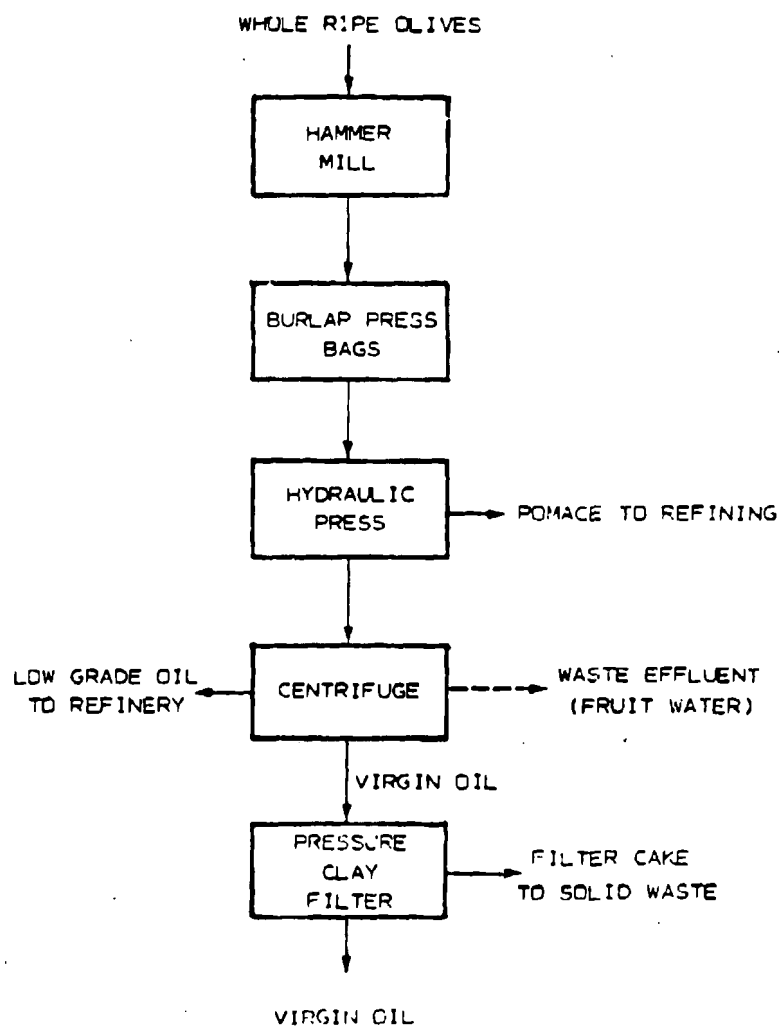 WHOLE RIPE OLIVES
HAMMER
MILL
BURLAP PRESS
BAGS
HYDRAULIC
PRESS
POMACE TO REFINING
LOW GRADE OIL
TO REFINERY
CENTRIFUGE
WASTE EFFLUENT
(FRUIT WATER)
VIRGIN OIL
PRESSURE
CLAY
FILTER
FILTER CAKE
TO SOLID WASTE
VIRGIN OIL